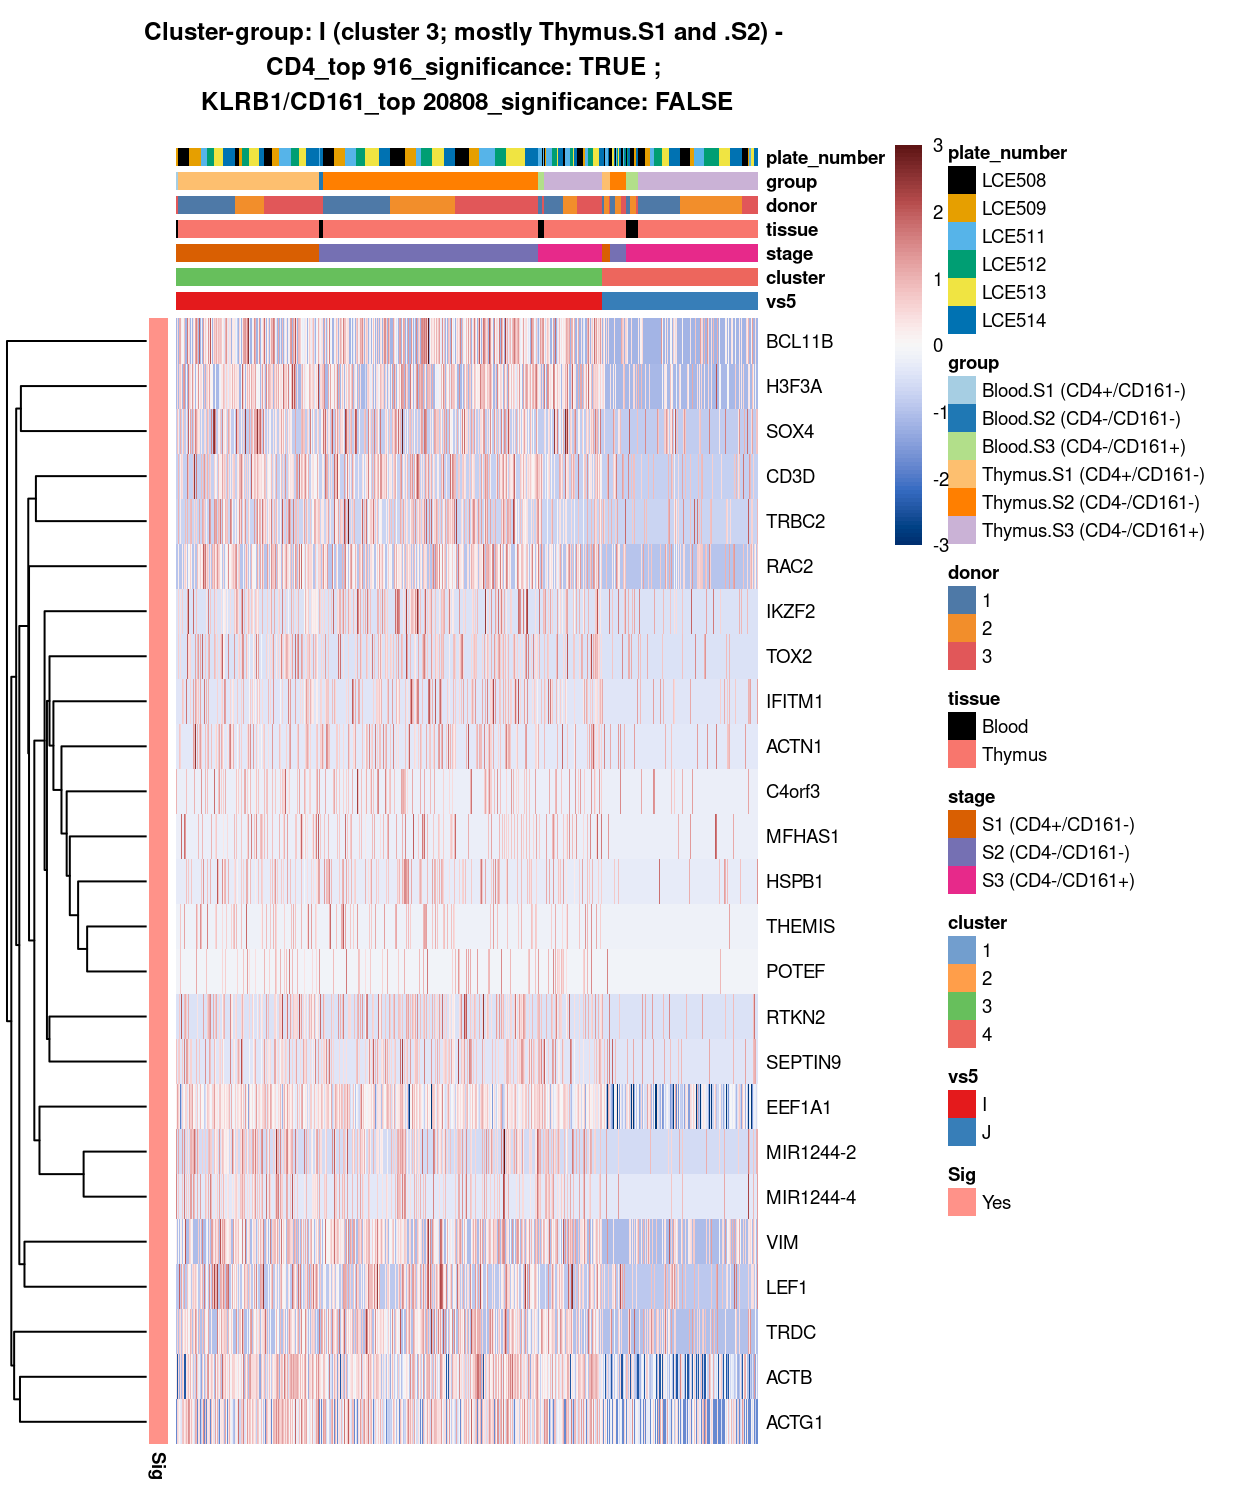 Cluster-group: I (cluster 3; mostly Thymus.S1 and .S2) -
CD4_top 916_significance: TRUE ;
KLRB1/CD161_top 20808_significance: FALSE
plate_number
group
donor
tissue
stage
cluster
vs5
BCL11B
H3F3A
SOX4
CD3D
TRBC2
RAC2
IKZF2
TOX2
IFITM1
ACTN1
C4orf3
MFHAS1
HSPB1
THEMIS
POTEF
RTKN2
SEPTIN9
EEF1A1
MIR1244-2
MIR1244-4
VIM
LEF1
TRDC
ACTB
ACTG1
Sig
3
2
1
0
-1
-2
-3
plate_number
LCE508
LCE509
LCE511
LCE512
LCE513
LCE514
group
Blood.S1 (CD4+/CD161-)
Blood.S2 (CD4-/CD161-)
Blood.S3 (CD4-/CD161+)
Thymus.S1 (CD4+/CD161-)
Thymus.S2 (CD4-/CD161-)
Thymus.S3 (CD4-/CD161+)
donor
1
2
3
tissue
Blood
Thymus
stage
S1 (CD4+/CD161-)
S2 (CD4-/CD161-)
S3 (CD4-/CD161+)
cluster
1
2
3
4
vs5
I
J
Sig
Yes